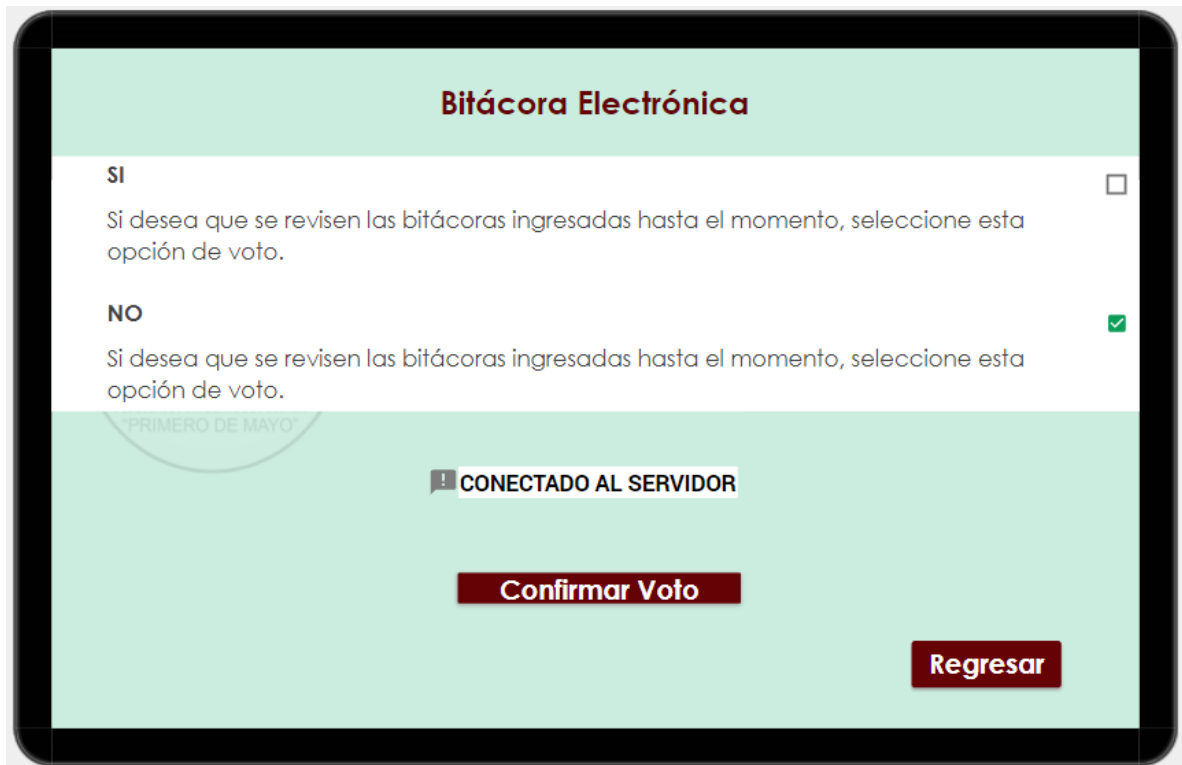 Bitácora Electrónica
SI
Si desea que se revisen las bitácoras ingresadas hasta el momento, seleccione esta
opción de voto.
NO
Si desea que se revisen las bitácoras ingresadas hasta el momento, seleccione esta
opción de voto.
"PRIMERO DE MAYO"
CONECTADO AL SERVIDOR
Confirmar Voto
Regresar